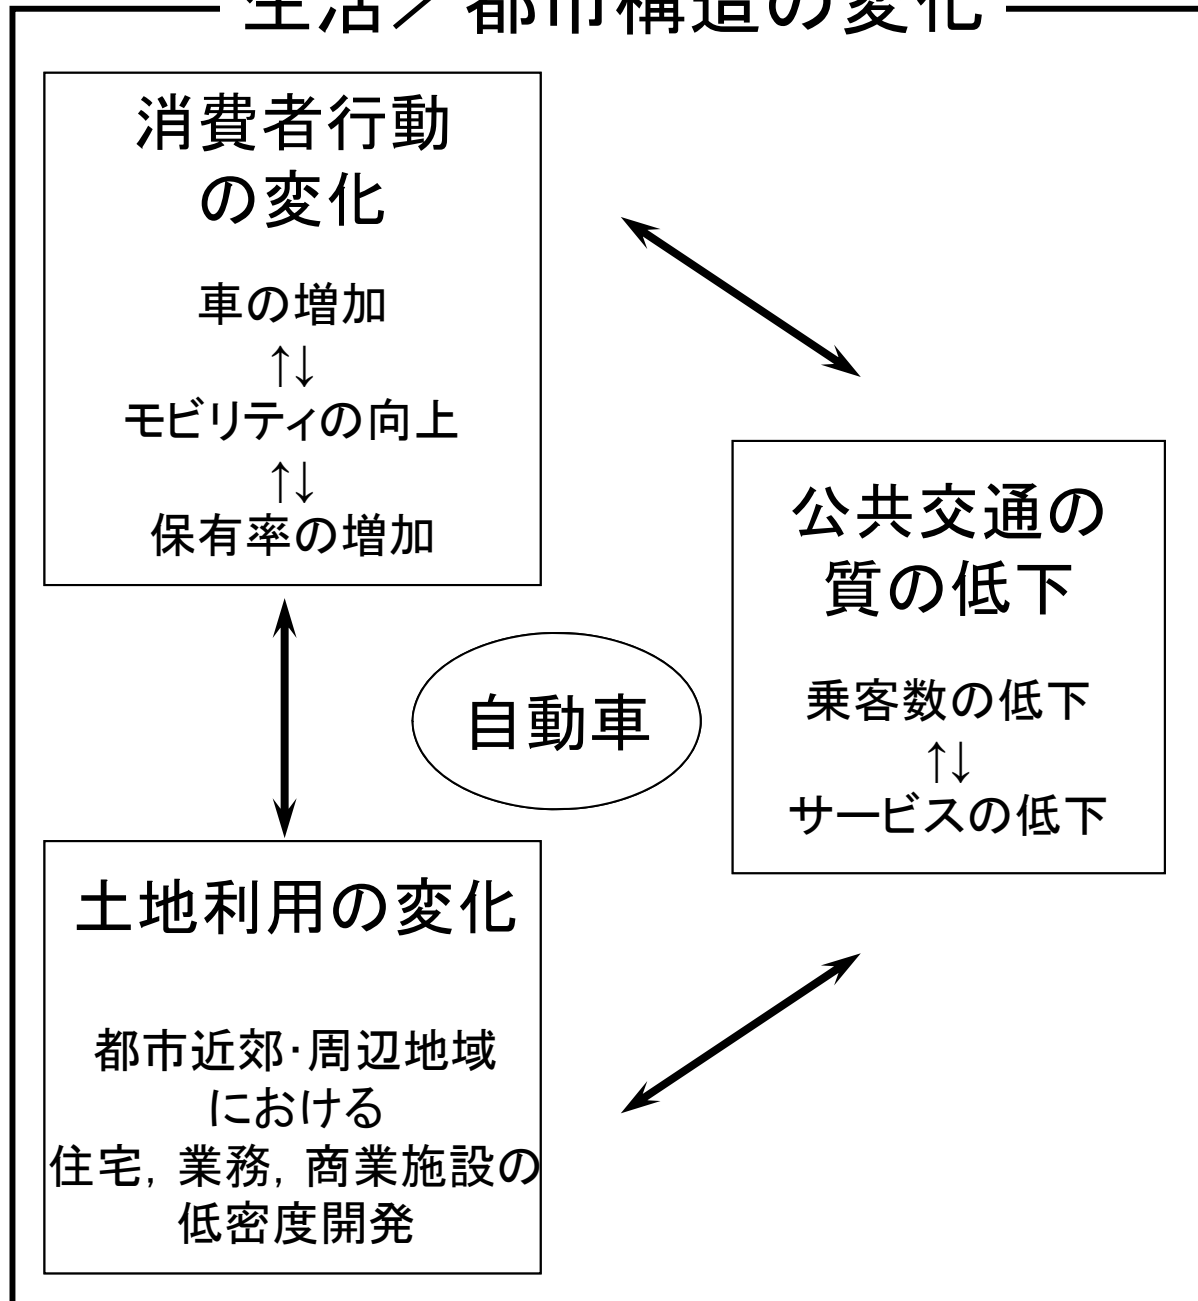 生活／都市構造の変化
消費者行動
の変化
車の増加
↑↓
モビリティの向上
↑↓
保有率の増加
公共交通の
質の低下
乗客数の低下
↑↓
サービスの低下
自動車
土地利用の変化
都市近郊・周辺地域
における
住宅, 業務, 商業施設の
低密度開発